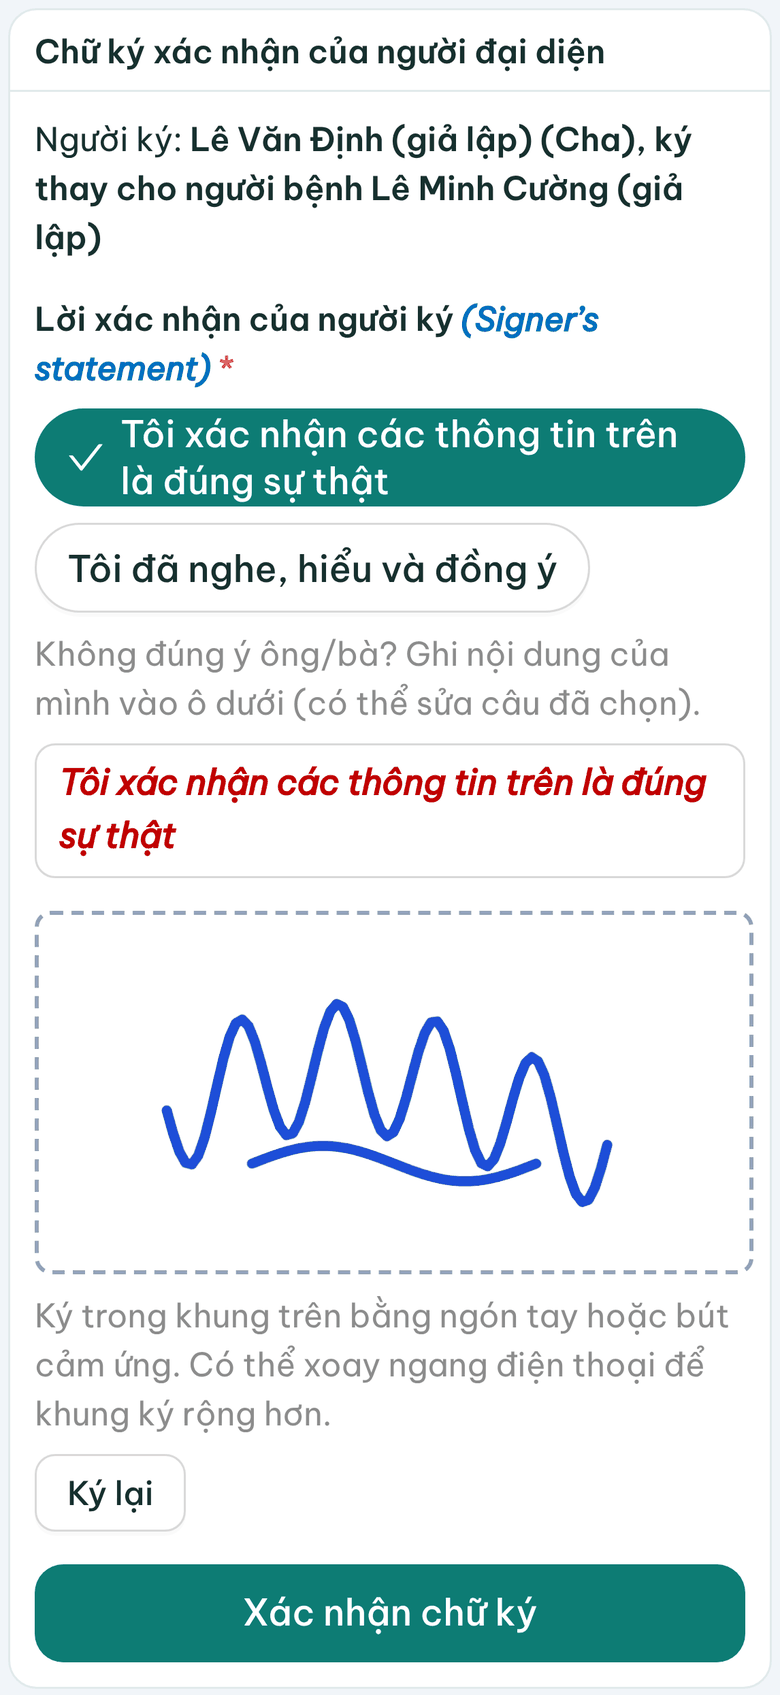 Chữ ký xác nhận của người đại diện
Người ký: Lê Văn Định (giả lập) (Cha), ký
thay cho người bệnh Lê Minh Cường (giả
lập)
Lời xác nhận của người ký (Signer’s
statement) *
Tôi xác nhận các thông tin trên
là đúng sự thật
Tôi đã nghe, hiểu và đồng ý
Không đúng ý ông/bà? Ghi nội dung của
mình vào ô dưới (có thể sửa câu đã chọn).
Tôi xác nhận các thông tin trên là đúng
sự thật
Ký trong khung trên bằng ngón tay hoặc bút
cảm ứng. Có thể xoay ngang điện thoại để
khung ký rộng hơn.
Ký lại
Xác nhận chữ ký